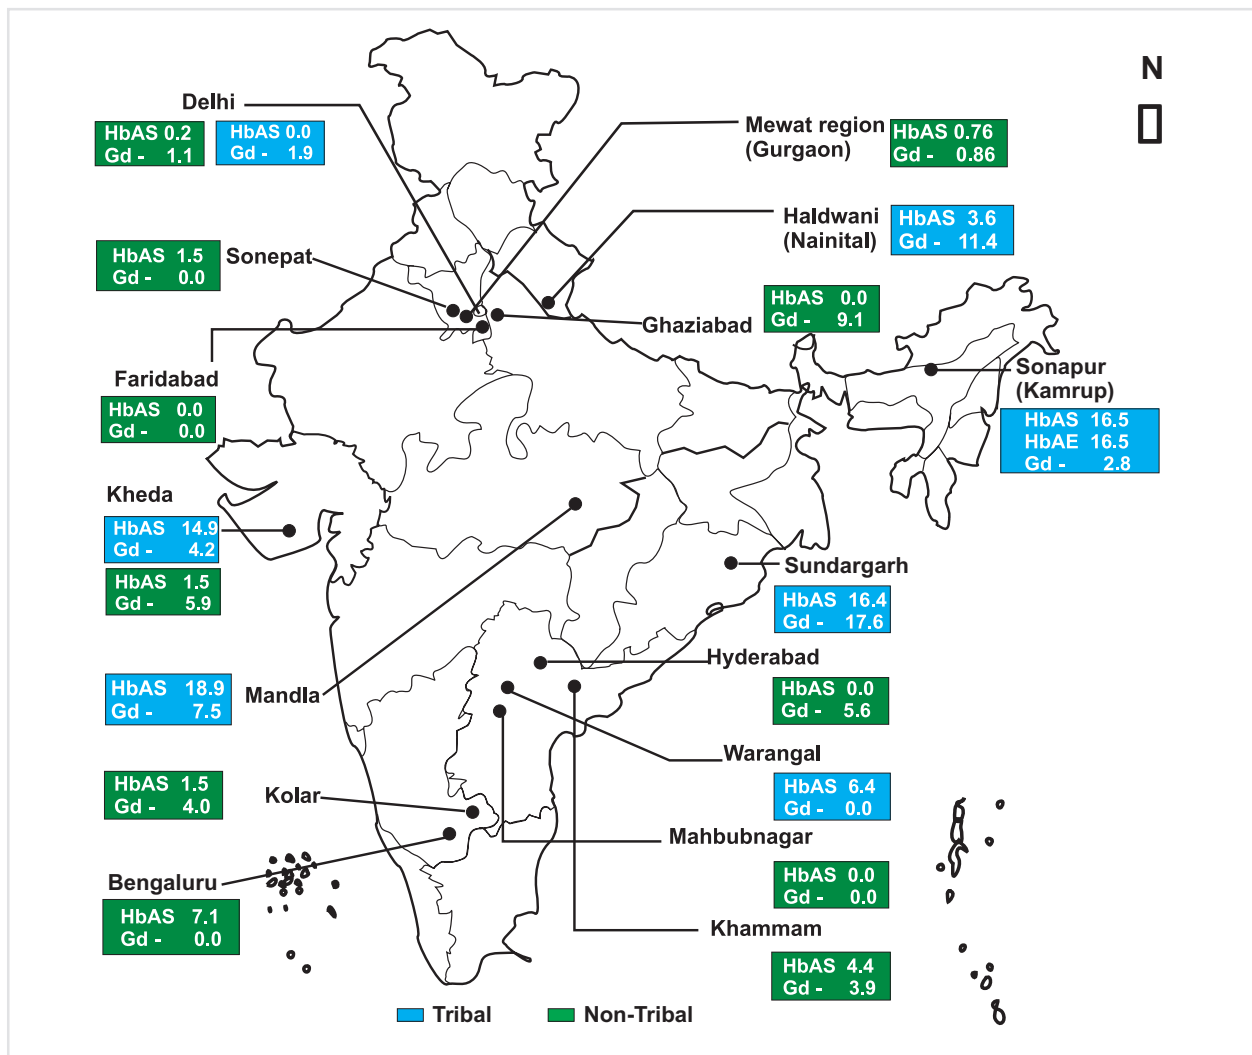 N
Delhi
HbAS 0.2
Gd - 1.1
HbAS 0.0
Gd - 1.9
Mewat region
(Gurgaon)
HbAS 0.76
Gd - 0.86
Haldwani
(Nainital)
HbAS 3.6
Gd - 11.4
HbAS 1.5
Gd - 0.0
Sonepat
Ghaziabad
HbAS 0.0
Gd - 9.1
Sonapur
(Kamrup)
HbAS 16.5
HbAE 16.5
Gd - 2.8
Faridabad
HbAS 0.0
Gd - 0.0
Kheda
HbAS 14.9
Gd - 4.2
HbAS 1.5
Gd - 5.9
Sundargarh
HbAS 16.4
Gd - 17.6
Hyderabad
HbAS 0.0
Gd - 5.6
HbAS 18.9
Gd - 7.5
Mandla
Warangal
HbAS 6.4
Gd - 0.0
HbAS 1.5
Gd - 4.0
Kolar
Mahbubnagar
HbAS 0.0
Gd - 0.0
Bengaluru
HbAS 7.1
Gd - 0.0
Khammam
HbAS 4.4
Gd - 3.9
Tribal
Non-Tribal